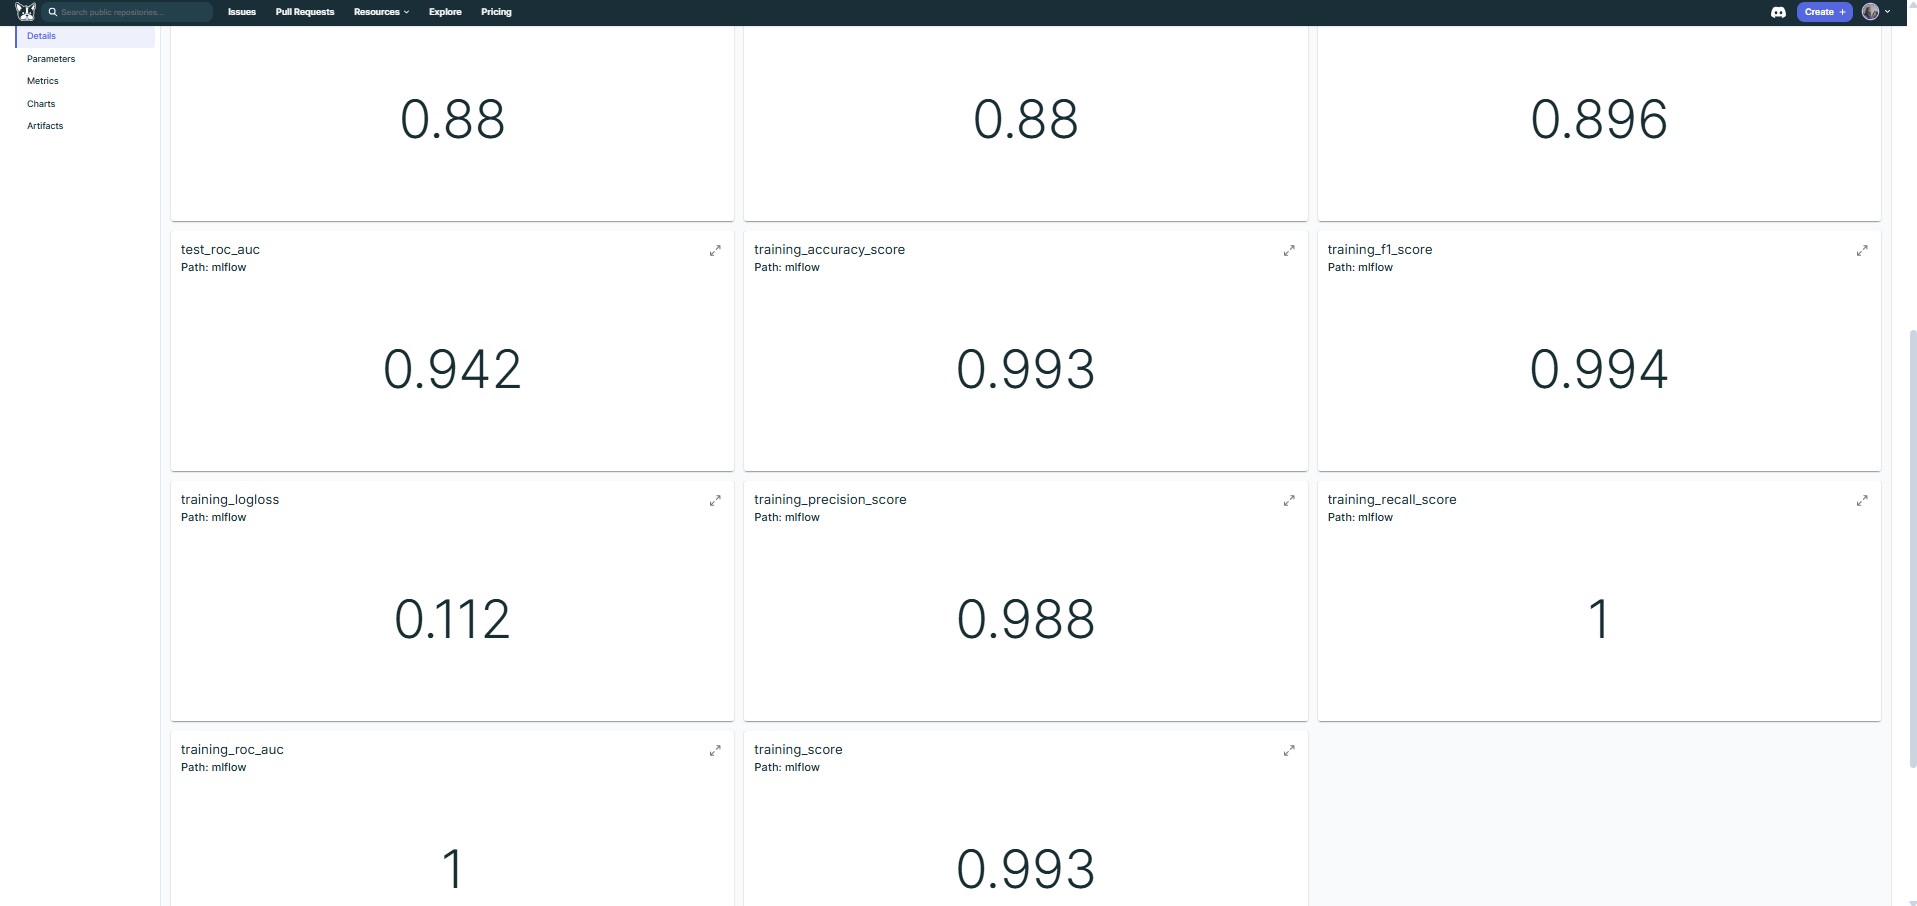 Search public repositories...
Issues
Pull Requests
Resources
Explore
Pricing
Create +
Details
Parameters
Metrics
Charts
Artifacts
0.88
0.88
0.896
test_roc_auc
Path: mlflow
0.942
training_accuracy_score
Path: mlflow
0.993
training_f1_score
Path: mlflow
0.994
training_logloss
Path: mlflow
0.112
training_precision_score
Path: mlflow
0.988
training_recall_score
Path: mlflow
1
training_roc_auc
Path: mlflow
1
training_score
Path: mlflow
0.993